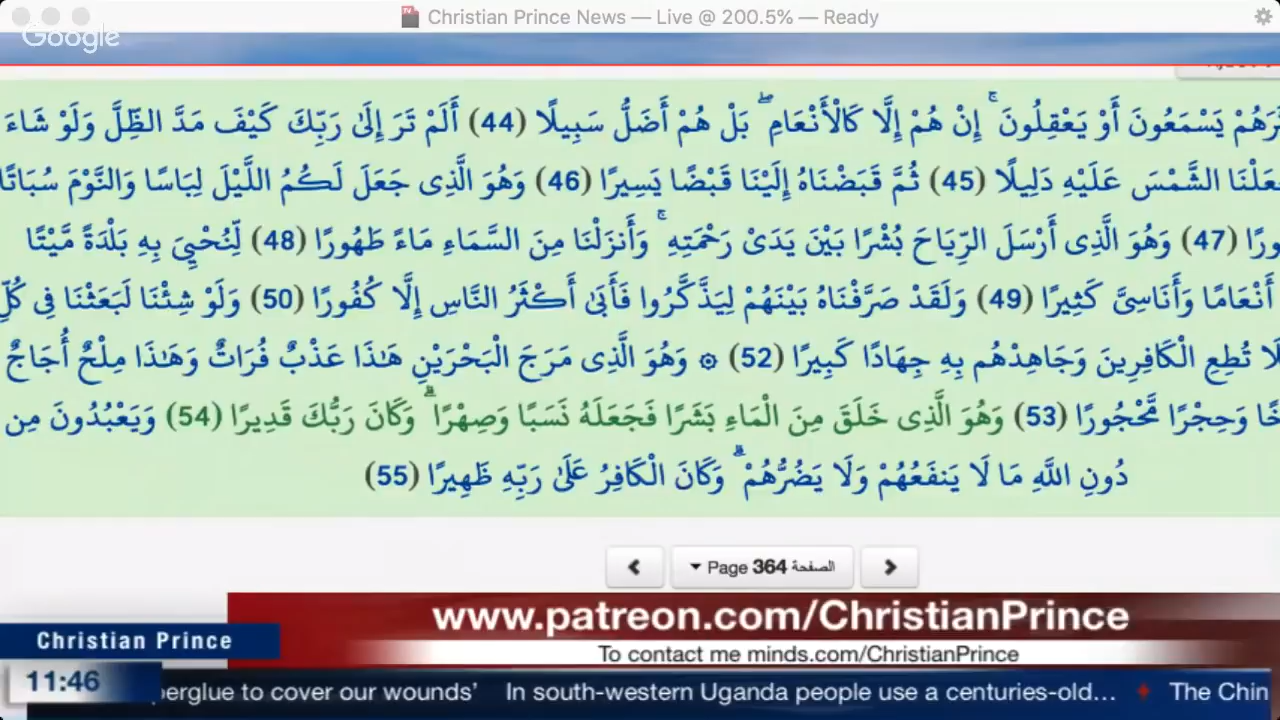 Christian Prince News — Live @ 200.5% — Ready
Google
يَسْمَعُونَ أَوْ يَعْقِلُونَ ۚ إِنْ هُمْ إِلَّا كَالْأَنْعَامِ ۖ بَلْ هُمْ أَضَلُّ سَبِيلًا (44) أَلَمْ تَرَ إِلَىٰ رَبِّكَ كَيْفَ مَدَّ الظِّلَّ وَلَوْ شَاءَ
الشَّمْسَ عَلَيْهِ دَلِيلًا (45) ثُمَّ قَبَضْنَاهُ إِلَيْنَا قَبْضًا يَسِيرًا (46) وَهُوَ الَّذِى جَعَلَ لَكُمُ اللَّيْلَ لِبَاسًا وَالنَّوْمَ سُبَاتًا
(47) وَهُوَ الَّذِى أَرْسَلَ الرِّيَاحَ بُشْرًا بَيْنَ يَدَىْ رَحْمَتِهِ ۚ وَأَنزَلْنَا مِنَ السَّمَاءِ مَاءً طَهُورًا (48) لِّنُحْيِىَ بِهِ بَلْدَةً مَّيْتًا
أَنْعَامًا وَأَنَاسِىَّ كَثِيرًا (49) وَلَقَدْ صَرَّفْنَاهُ بَيْنَهُمْ لِيَذَّكَّرُوا فَأَبَىٰ أَكْثَرُ النَّاسِ إِلَّا كُفُورًا (50) وَلَوْ شِئْنَا لَبَعَثْنَا فِى كُلِّ
تُطِعِ الْكَافِرِينَ وَجَاهِدْهُم بِهِ جِهَادًا كَبِيرًا (52) ۞ وَهُوَ الَّذِى مَرَجَ الْبَحْرَيْنِ هَـٰذَا عَذْبٌ فُرَاتٌ وَهَـٰذَا مِلْحٌ أُجَاجٌ
وَحِجْرًا مَّحْجُورًا (53) وَهُوَ الَّذِى خَلَقَ مِنَ الْمَاءِ بَشَرًا فَجَعَلَهُ نَسَبًا وَصِهْرًا ۗ وَكَانَ رَبُّكَ قَدِيرًا (54) وَيَعْبُدُونَ مِن
دُونِ اللَّهِ مَا لَا يَنفَعُهُمْ وَلَا يَضُرُّهُمْ ۗ وَكَانَ الْكَافِرُ عَلَىٰ رَبِّهِ ظَهِيرًا (55)
Page 364 الصفحة
www.patreon.com/ChristianPrince
Christian Prince
To contact me minds.com/ChristianPrince
11:46
perglue to cover our wounds' In south-western Uganda people use a centuries-old... The Chin